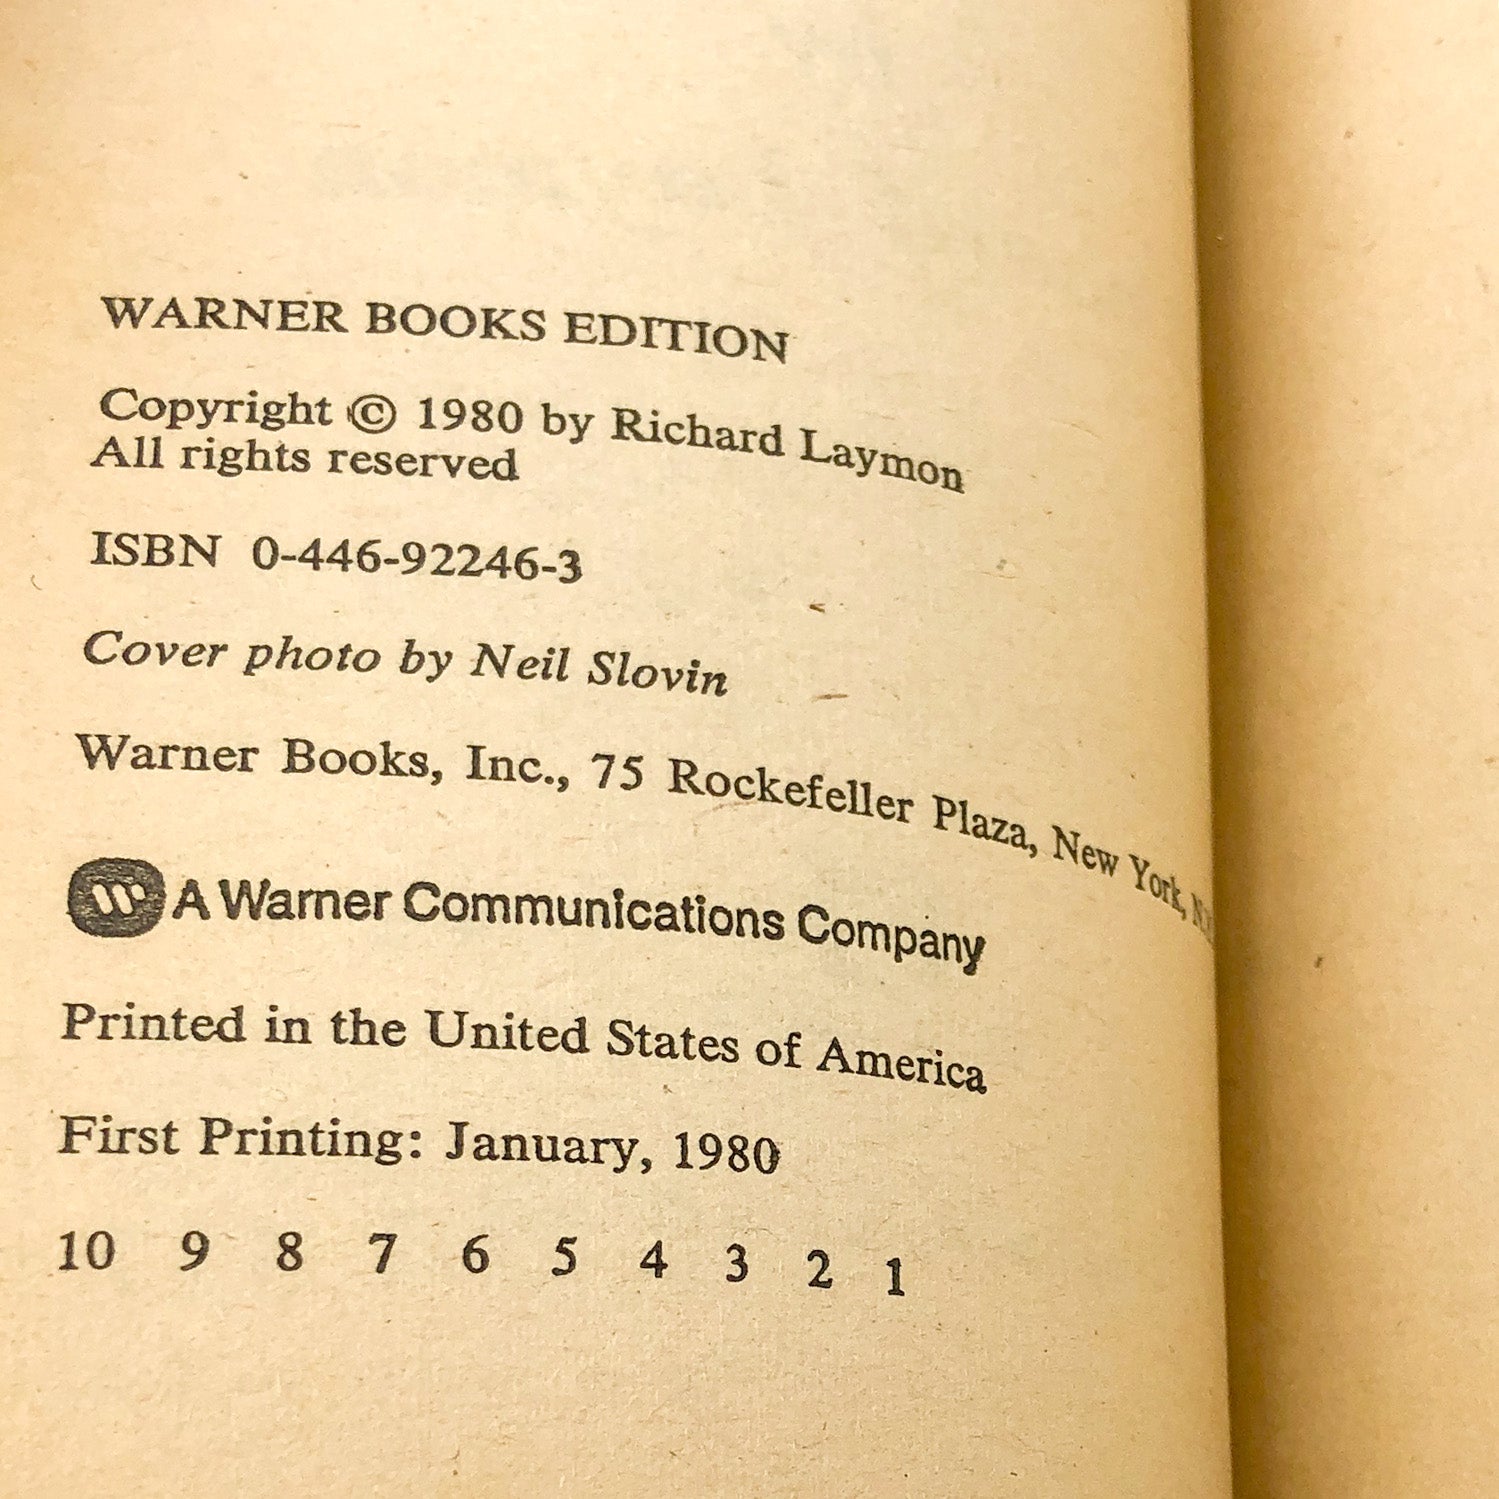 WARNER BOOKS EDITION
Copyright © 1980 by Richard Laymon
All rights reserved
ISBN 0-446-92246-3
Cover photo by Neil Slovin
Warner Books, Inc., 75 Rockefeller Plaza, New York,
A Warner Communications Company
Printed in the United States of America
First Printing: January, 1980
10 9 8 7 6 5 4 3 2 1